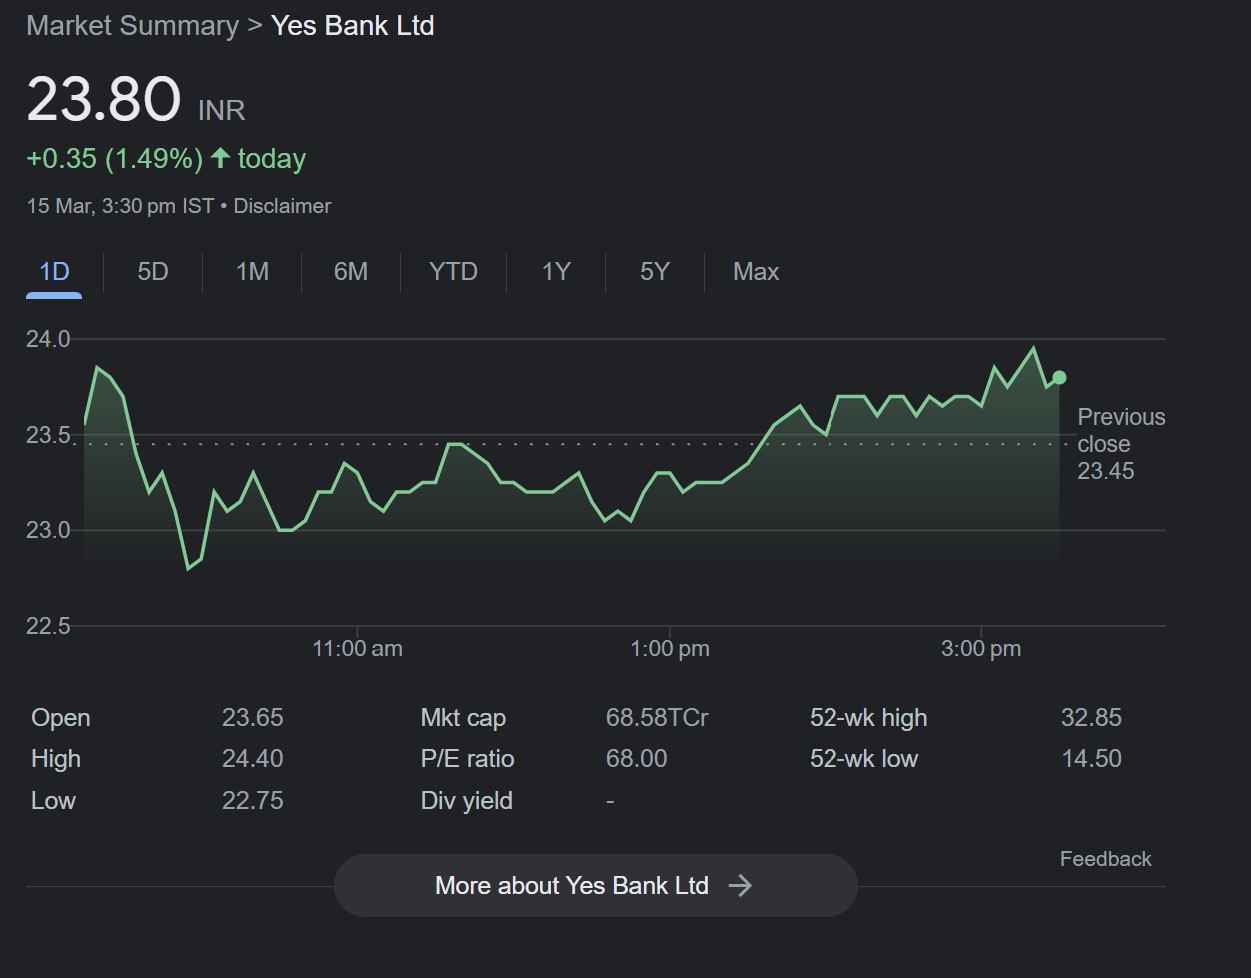 Market Summary > Yes Bank Ltd
23.80 INR
+0.35 (1.49%) ↑ today
15 Mar, 3:30 pm IST • Disclaimer
1D 5D 1M 6M YTD 1Y 5Y Max
24.0
23.5
23.0
22.5
Previous
close
23.45
11:00 am 1:00 pm 3:00 pm
Open 23.65 Mkt cap 68.58TCr 52-wk high 32.85
High 24.40 P/E ratio 68.00 52-wk low 14.50
Low 22.75 Div yield -
Feedback
More about Yes Bank Ltd →